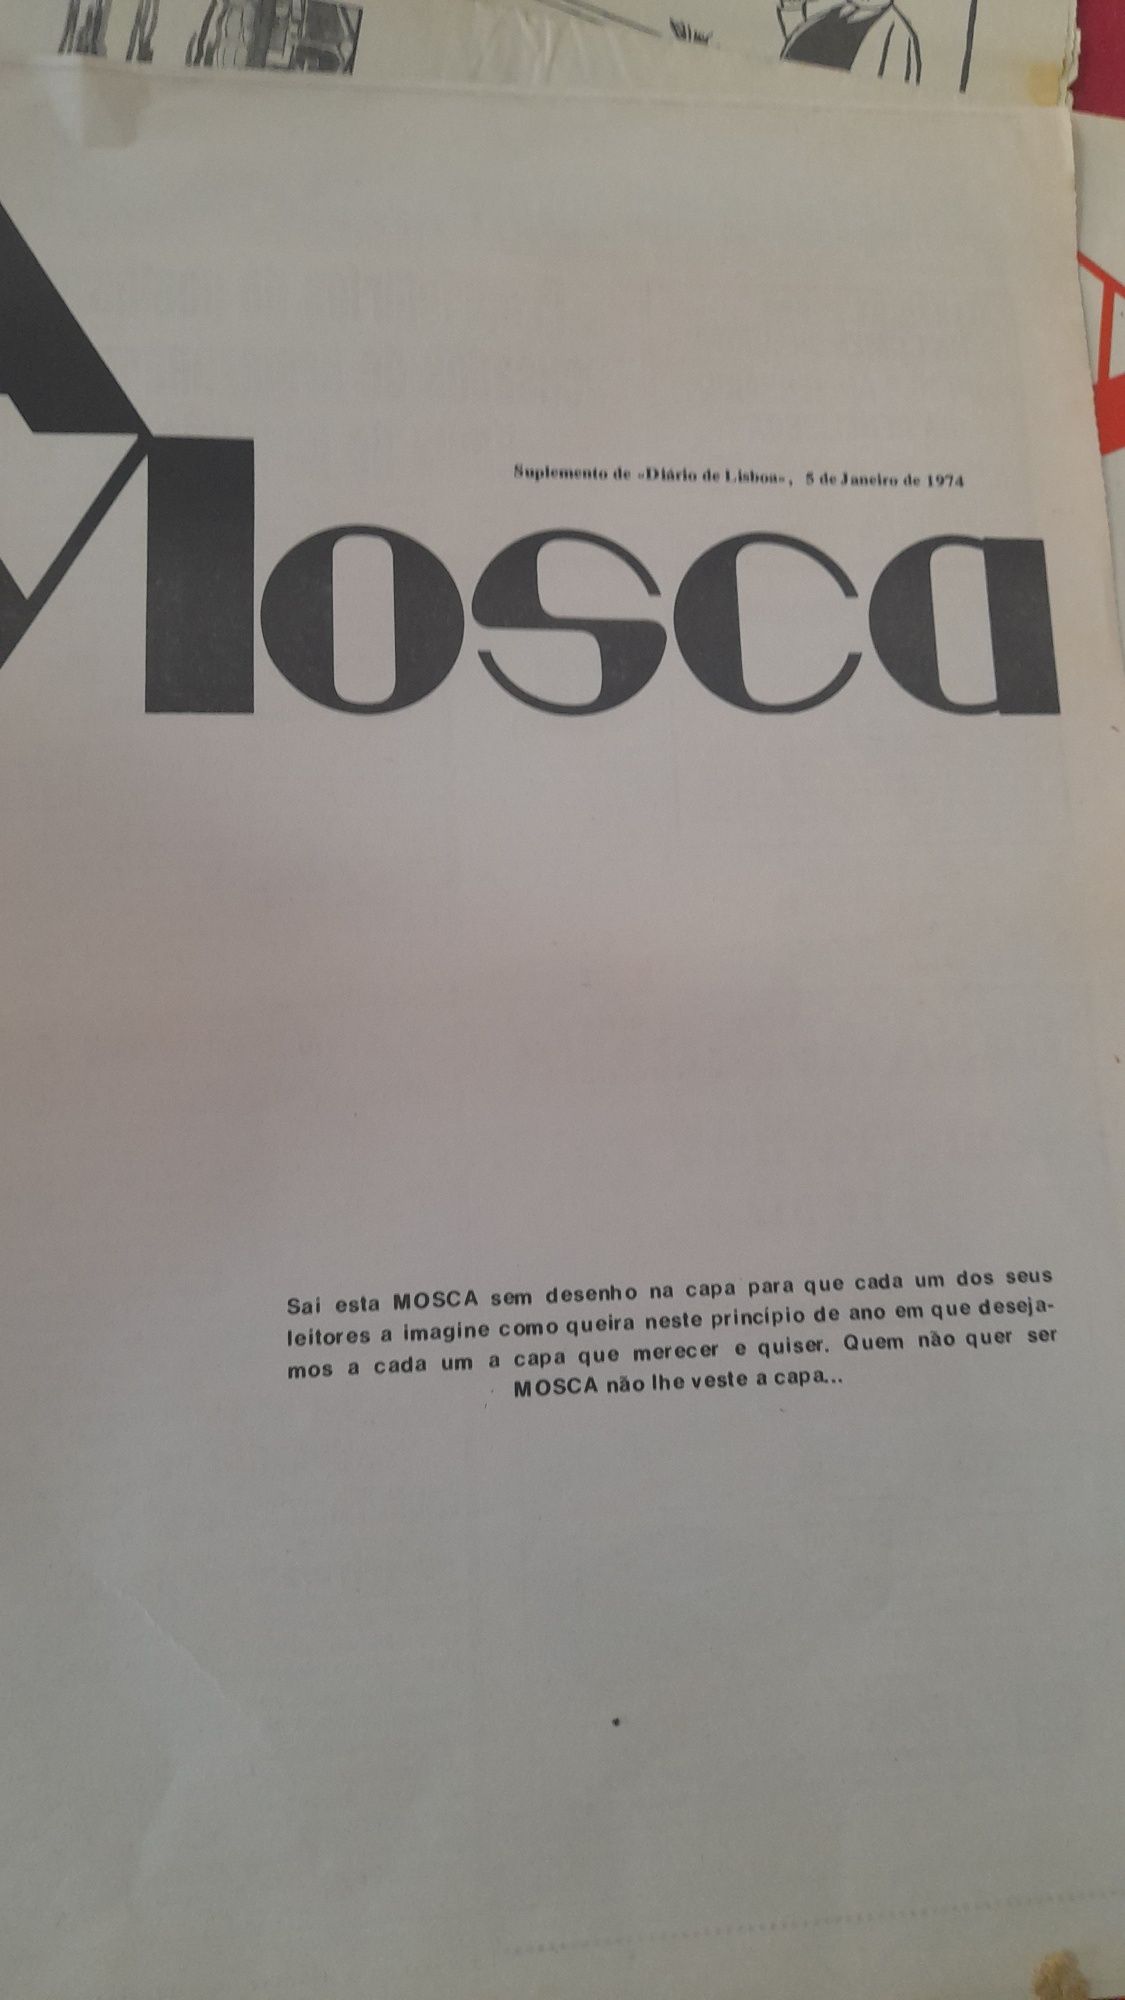 A
Suplemento de «Diário de Lisboa», 5 de Janeiro de 1974
Mosca
Sai esta MOSCA sem desenho na capa para que cada um dos seus
leitores a imagine como queira neste princípio de ano em que deseja-
mos a cada um a capa que merecer e quiser. Quem não quer ser
MOSCA não lhe veste a capa...